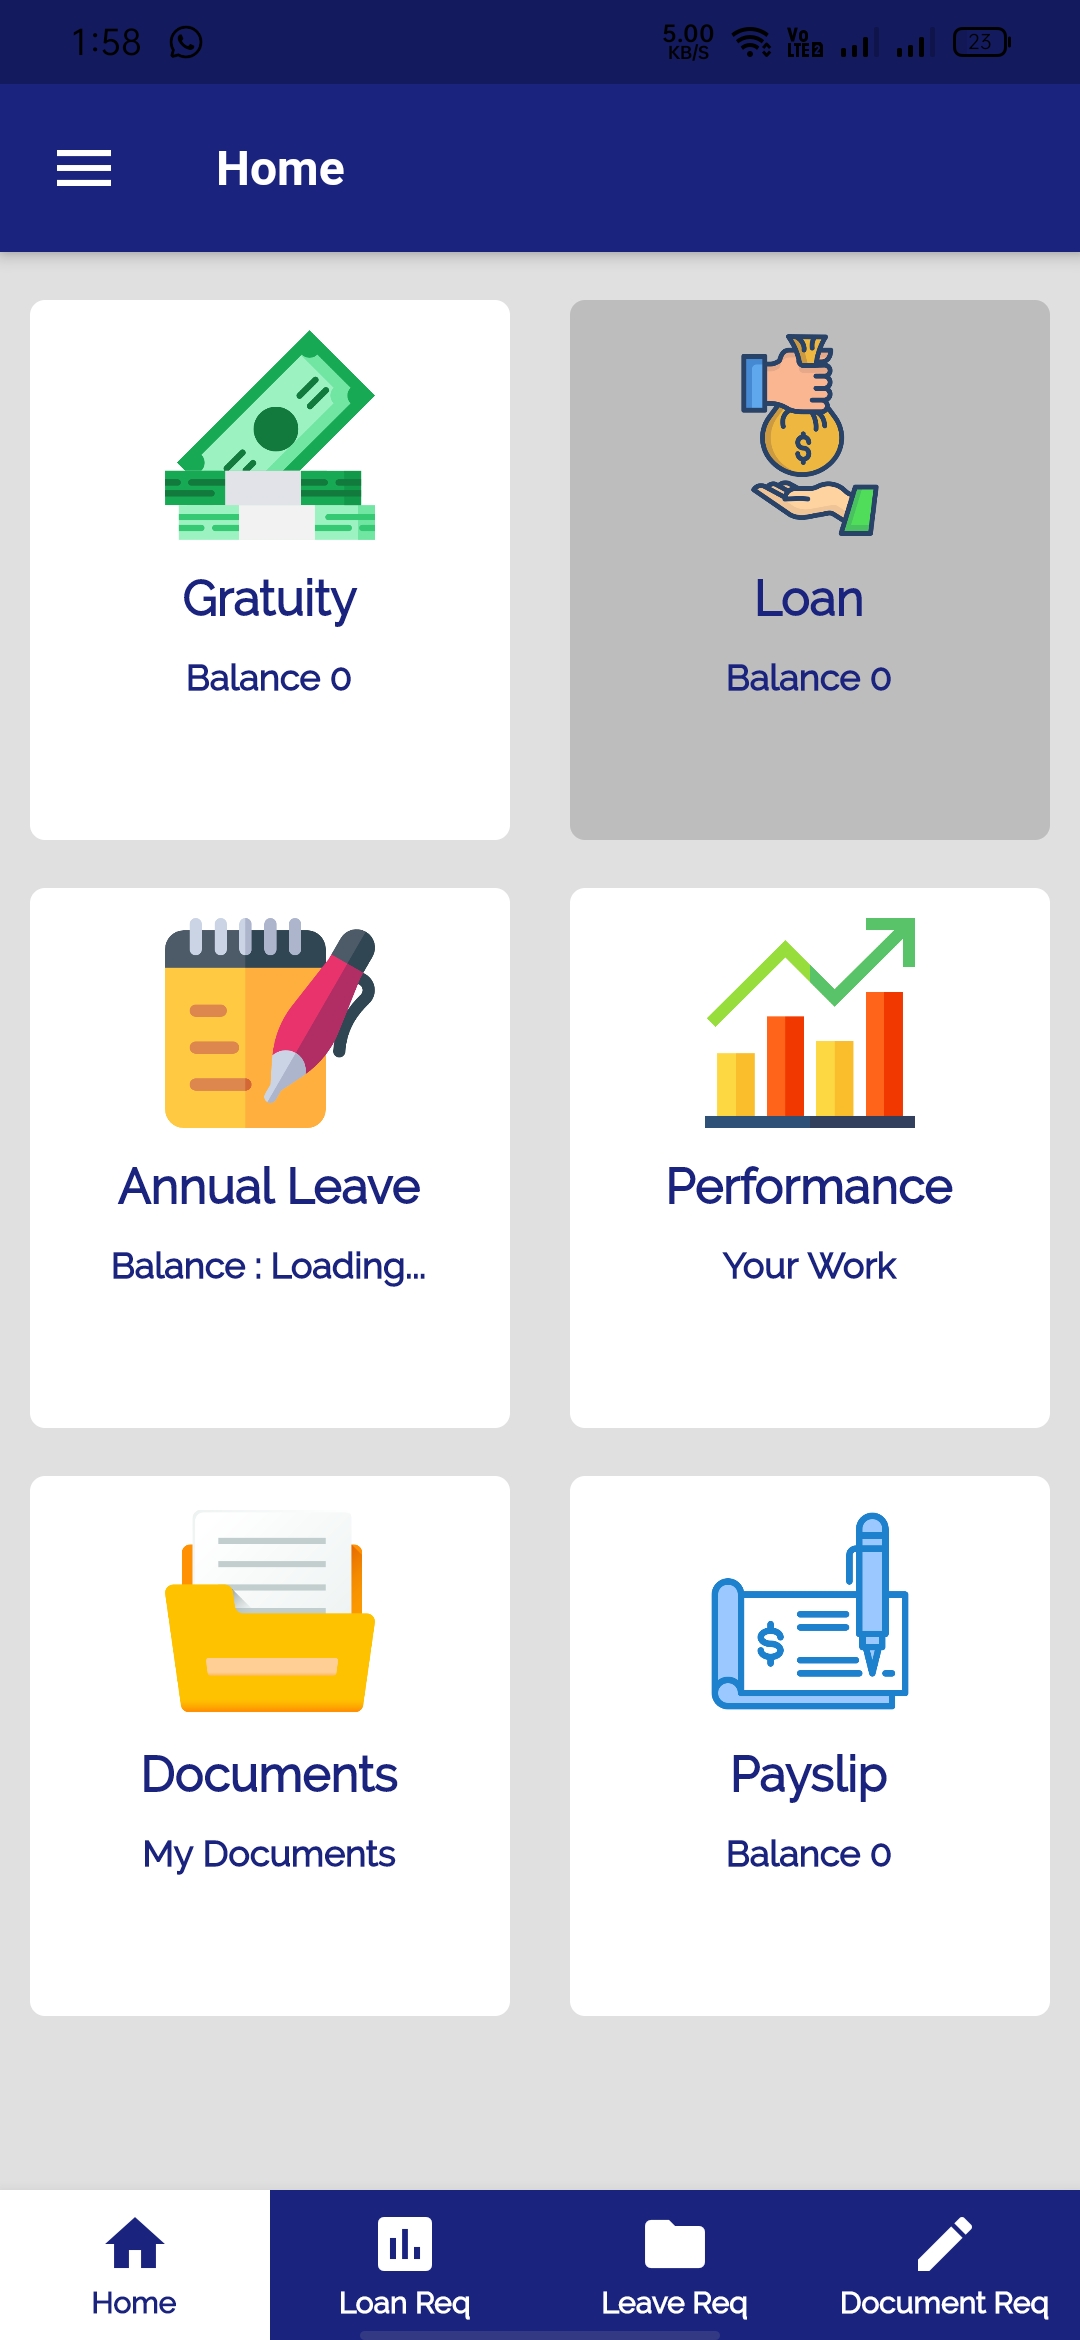 1:58
5.00
KB/S
Vo
LTE 2
23
Home
Gratuity
Balance 0
$
Loan
Balance 0
Annual Leave
Balance : Loading...
Performance
Your Work
Documents
My Documents
$
Payslip
Balance 0
Home
Loan Req
Leave Req
Document Req